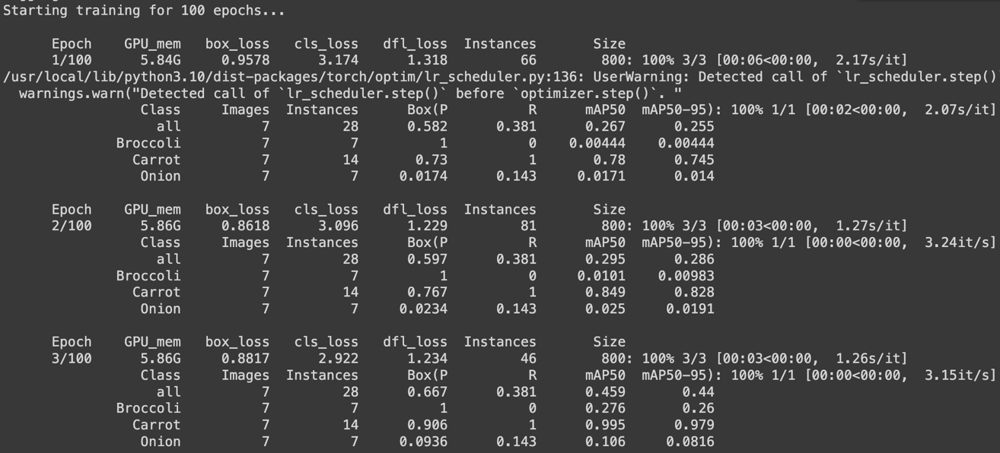 Starting training for 100 epochs...
Epoch GPU_mem box_loss cls_loss dfl_loss Instances Size
1/100 5.84G 0.9578 3.174 1.318 66 800: 100% 3/3 [00:06<00:00, 2.17s/it]
/usr/local/lib/python3.10/dist-packages/torch/optim/lr_scheduler.py:136: UserWarning: Detected call of `lr_scheduler.step()`
warnings.warn("Detected call of `lr_scheduler.step()` before `optimizer.step()`. "
Class Images Instances Box(P R mAP50 mAP50-95): 100% 1/1 [00:02<00:00, 2.07s/it]
all 7 28 0.582 0.381 0.267 0.255
Broccoli 7 7 1 0 0.00444 0.00444
Carrot 7 14 0.73 1 0.78 0.745
Onion 7 7 0.0174 0.143 0.0171 0.014
Epoch GPU_mem box_loss cls_loss dfl_loss Instances Size
2/100 5.86G 0.8618 3.096 1.229 81 800: 100% 3/3 [00:03<00:00, 1.27s/it]
Class Images Instances Box(P R mAP50 mAP50-95): 100% 1/1 [00:00<00:00, 3.24it/s]
all 7 28 0.597 0.381 0.295 0.286
Broccoli 7 7 1 0 0.0101 0.00983
Carrot 7 14 0.767 1 0.849 0.828
Onion 7 7 0.0234 0.143 0.025 0.0191
Epoch GPU_mem box_loss cls_loss dfl_loss Instances Size
3/100 5.86G 0.8817 2.922 1.234 46 800: 100% 3/3 [00:03<00:00, 1.26s/it]
Class Images Instances Box(P R mAP50 mAP50-95): 100% 1/1 [00:00<00:00, 3.15it/s]
all 7 28 0.667 0.381 0.459 0.44
Broccoli 7 7 1 0 0.276 0.26
Carrot 7 14 0.906 1 0.995 0.979
Onion 7 7 0.0936 0.143 0.106 0.0816